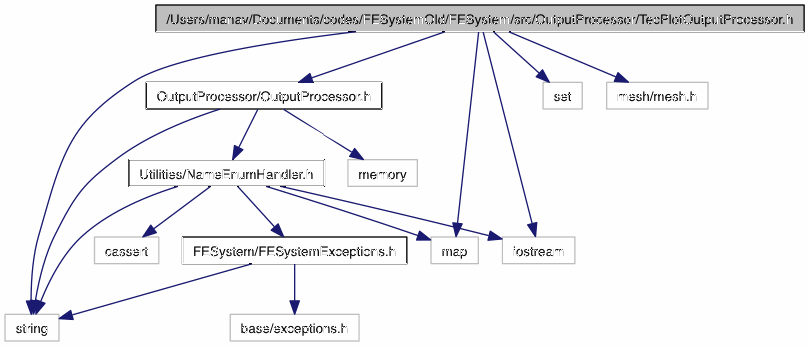 /Users/manav/Documents/codes/FESystemOld/FESystem/src/OutputProcessor/TecPlotOutputProcessor.h
OutputProcessor/OutputProcessor.h
set
mesh/mesh.h
Utilities/NameEnumHandler.h
memory
cassert
FESystem/FESystemExceptions.h
map
fostream
string
base/exceptions.h